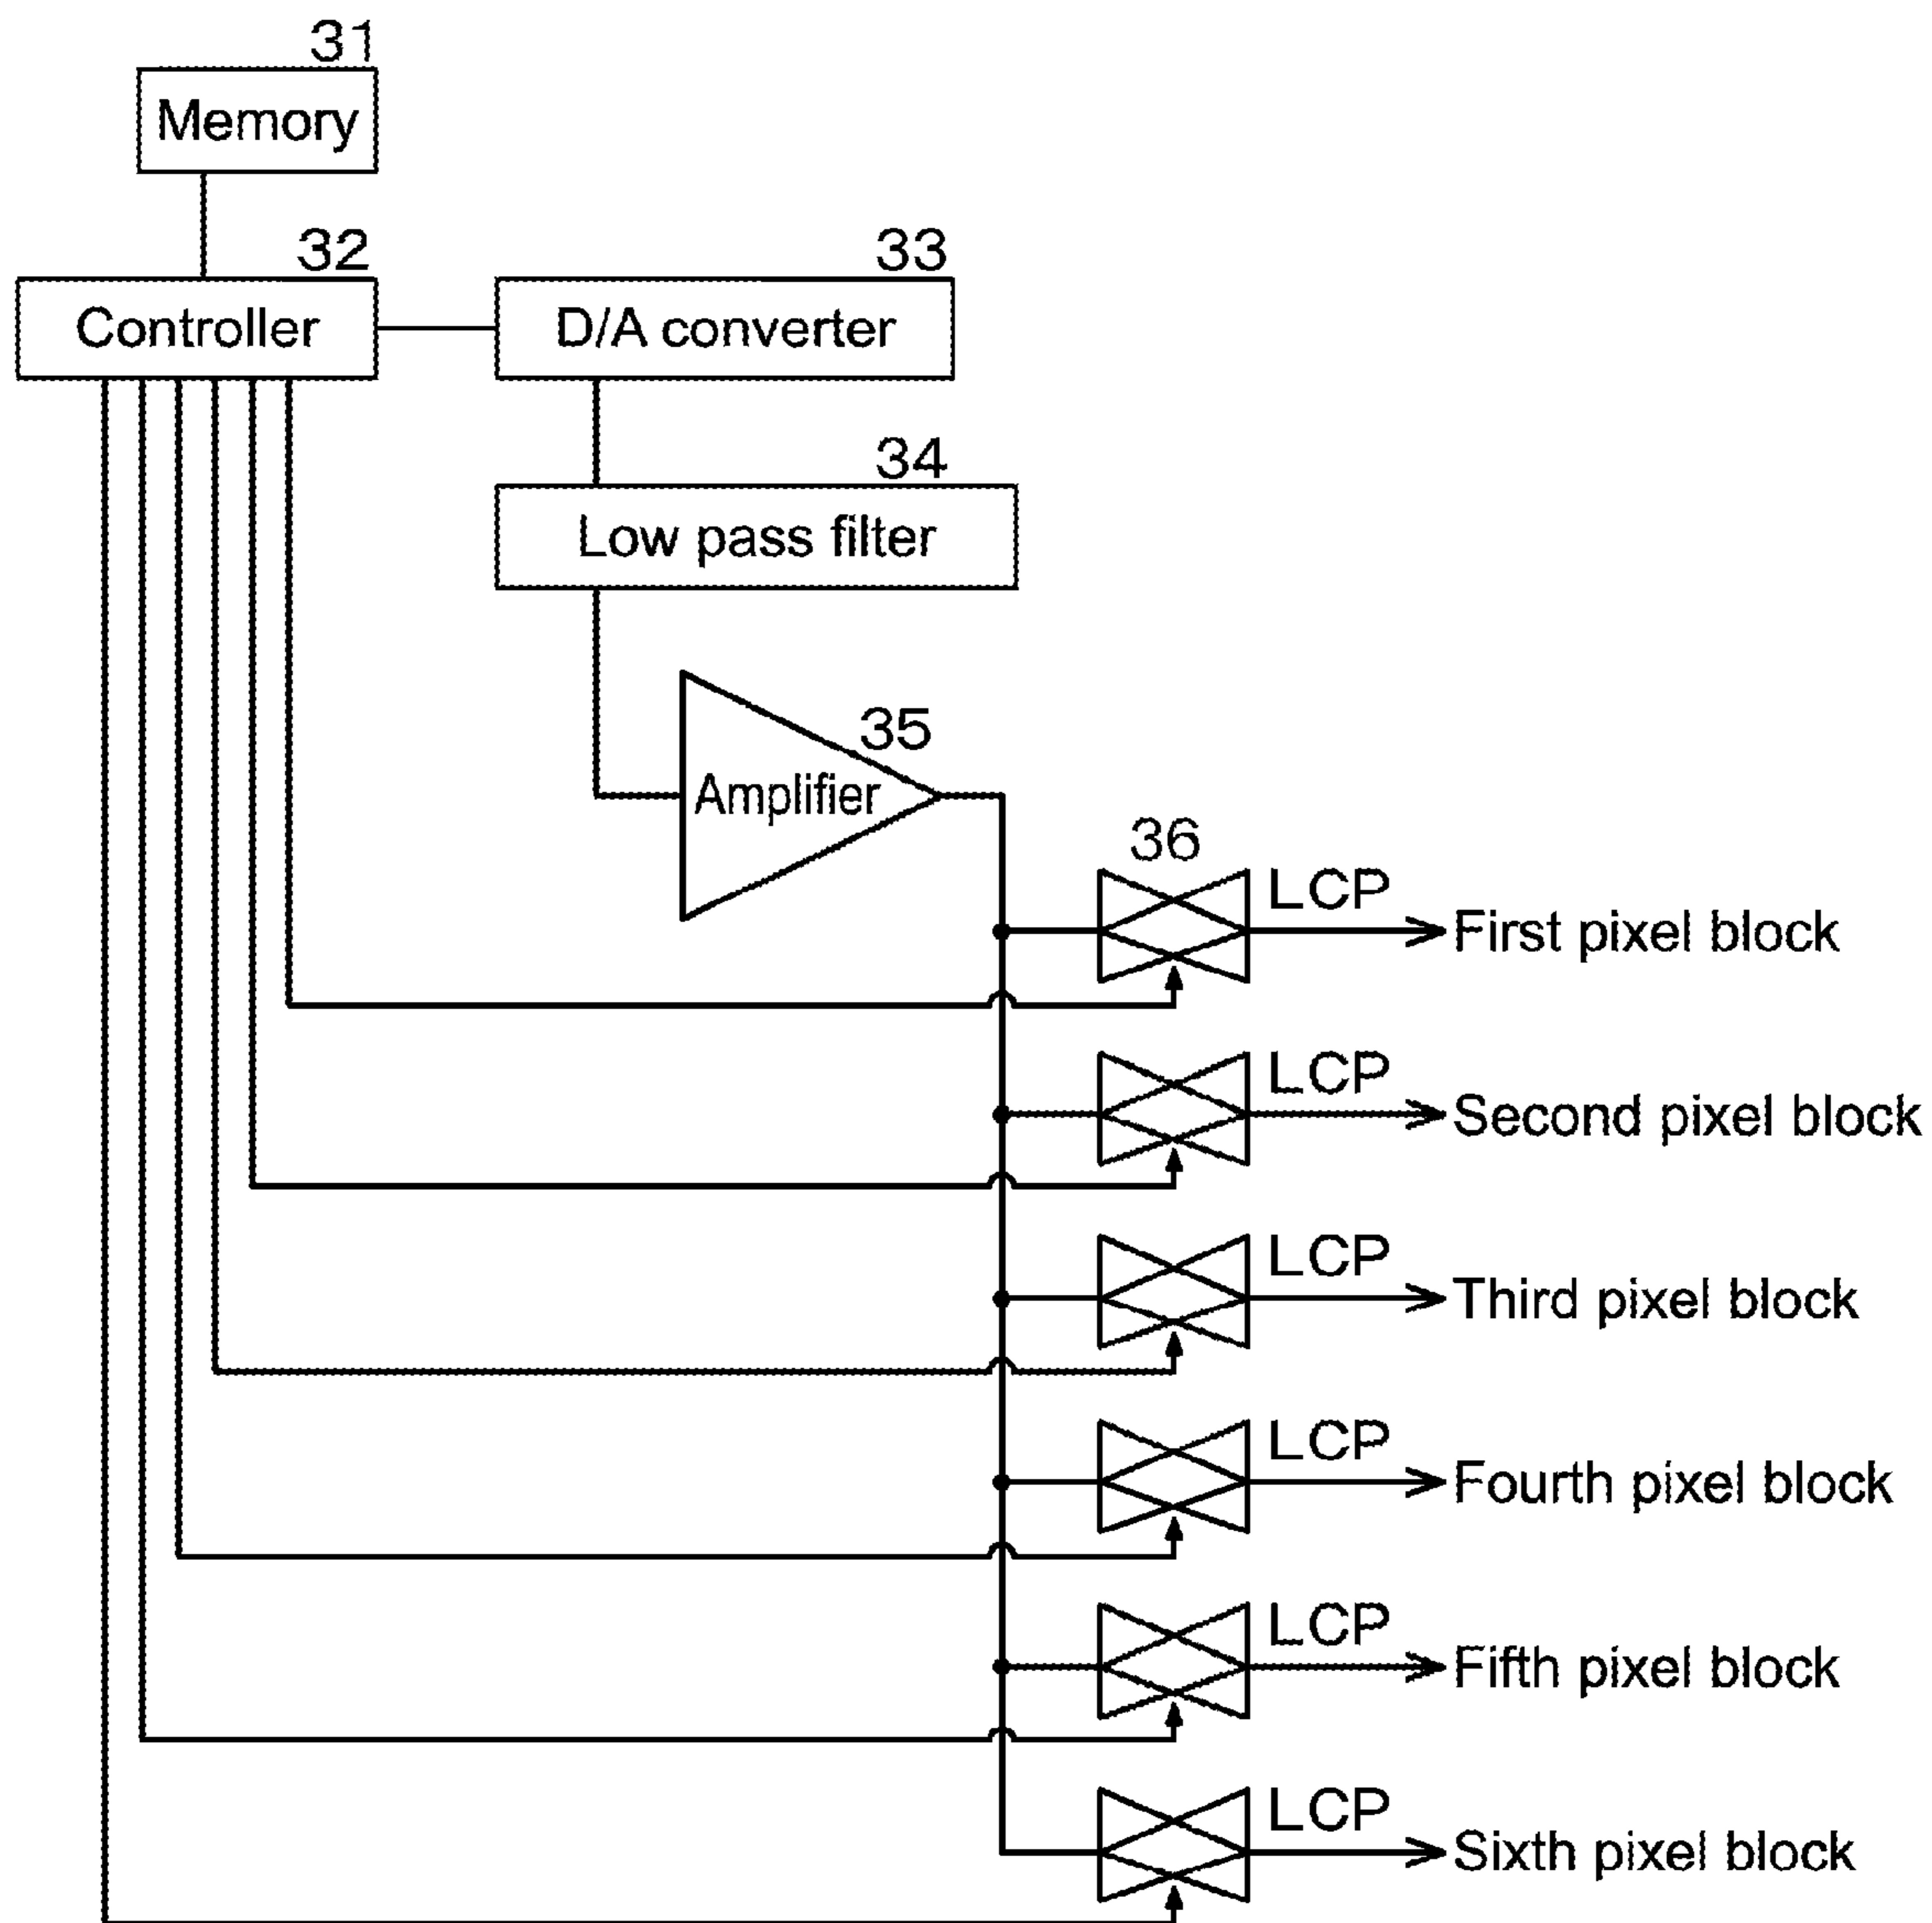 31
Memory
32
Controller
33
D/A converter
34
Low pass filter
35
Amplifier
36
LCP
First pixel block
LCP
Second pixel block
LCP
Third pixel block
LCP
Fourth pixel block
LCP
Fifth pixel block
LCP
Sixth pixel block